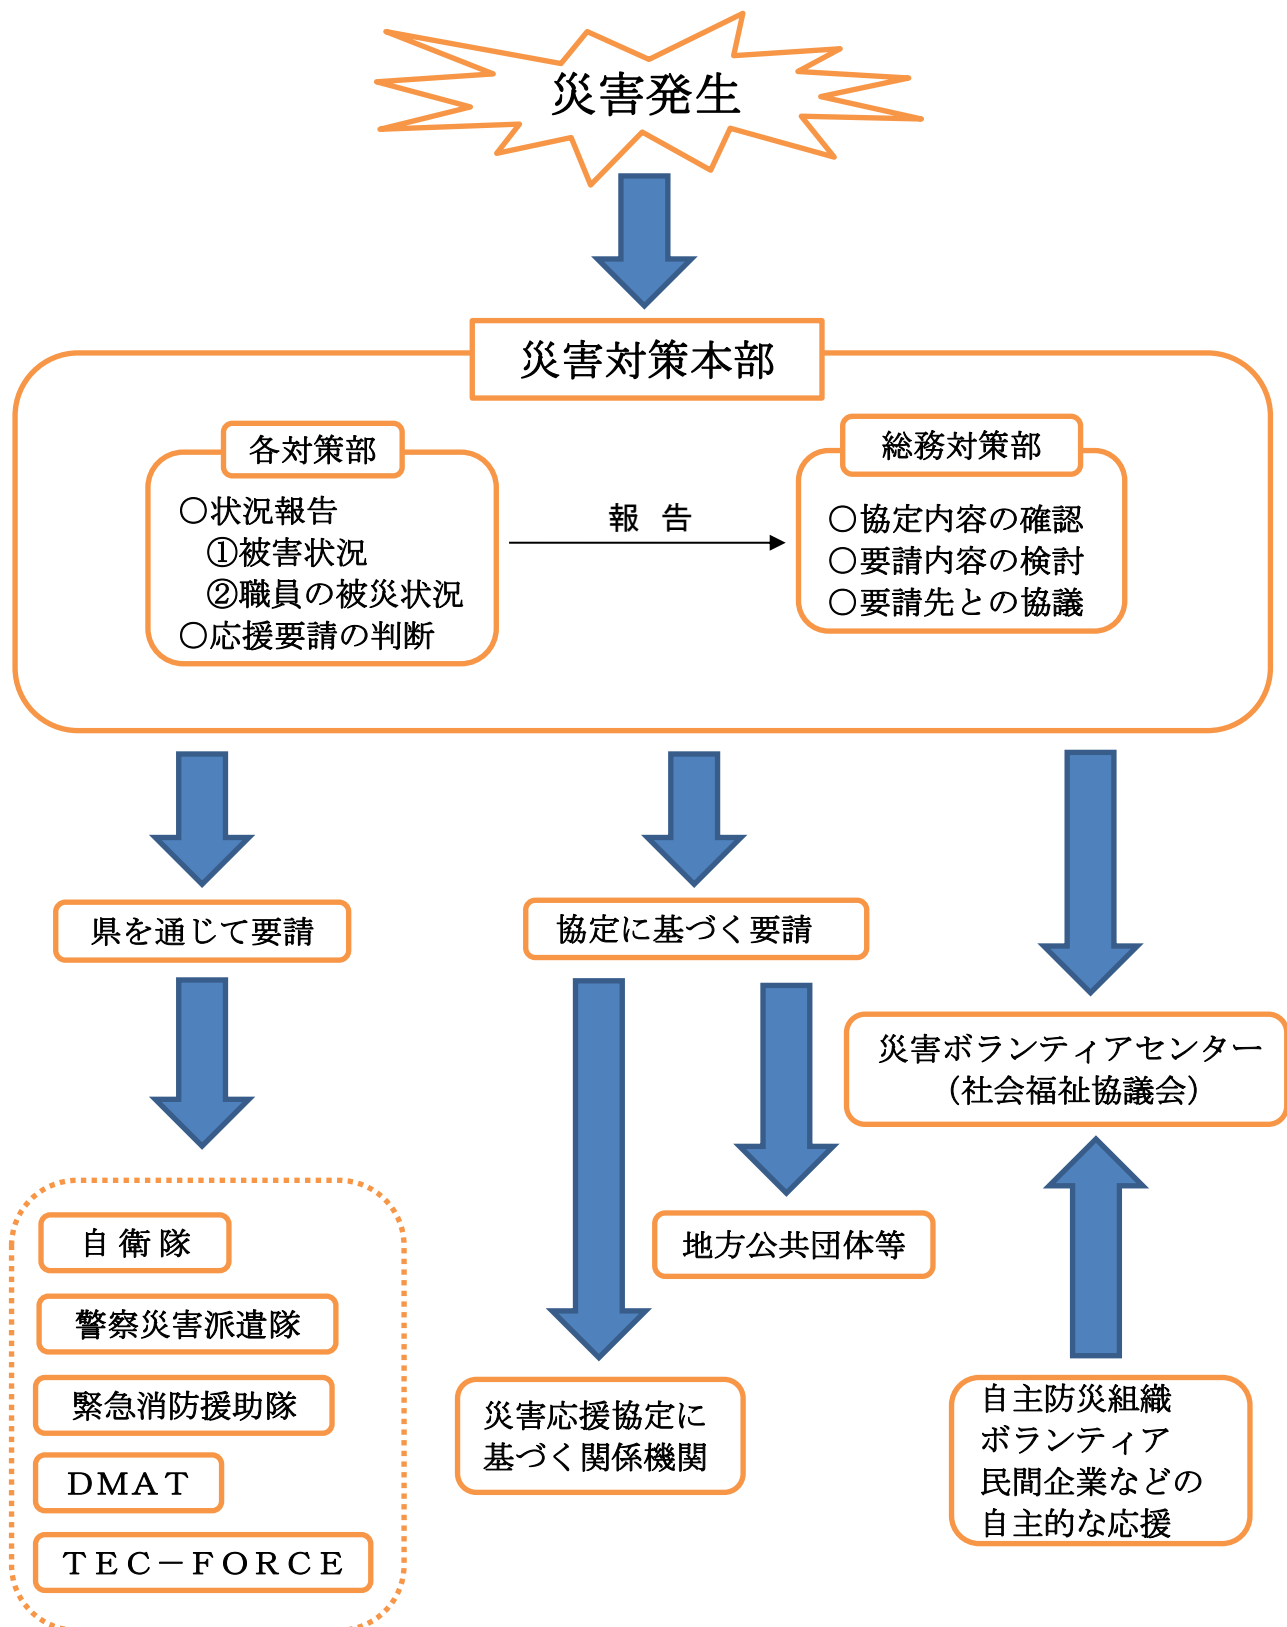 災害発生
災害対策本部
各対策部
〇状況報告
①被害状況
②職員の被災状況
〇応援要請の判断
報　告
総務対策部
〇協定内容の確認
〇要請内容の検討
〇要請先との協議
県を通じて要請
協定に基づく要請
災害ボランティアセンター
（社会福祉協議会）
自 衛 隊
警察災害派遣隊
緊急消防援助隊
ＤＭＡＴ
ＴＥＣ－ＦＯＲＣＥ
地方公共団体等
災害応援協定に
基づく関係機関
自主防災組織
ボランティア
民間企業などの
自主的な応援